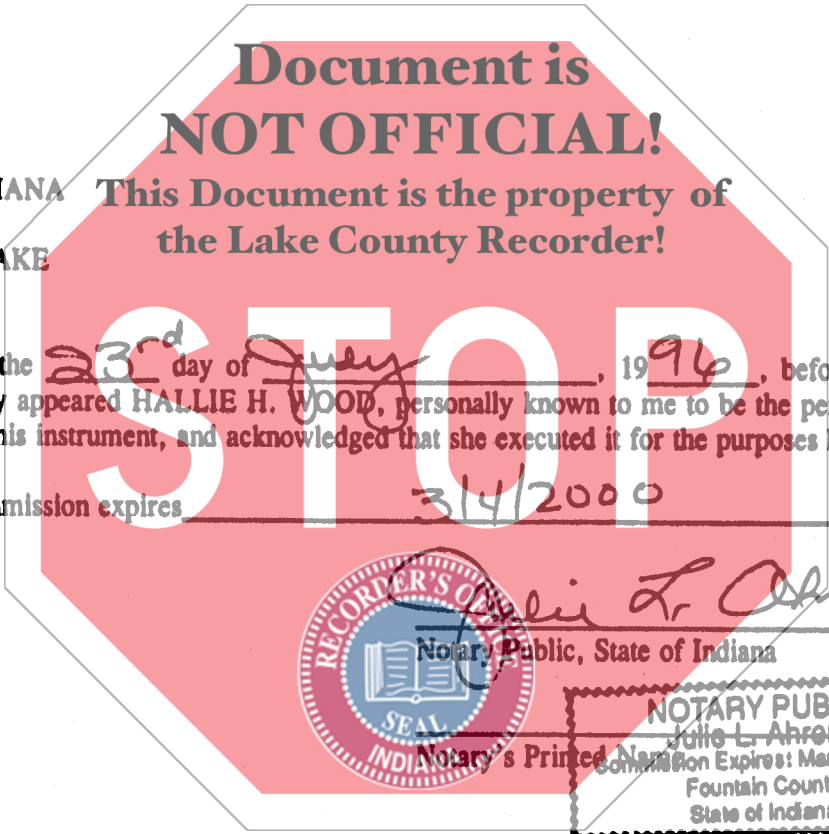 Document is
NOT OFFICIAL!
This Document is the property of
the Lake County Recorder!
IANA
AKE
STOP
the 23rd day of July, 1996, befo
y appeared HALLIE H. WOOD, personally known to me to be the pe
his instrument, and acknowledged that she executed it for the purposes
mission expires 3/4/2000
Julie L.
Notary Public, State of Indiana
RECORDER'S OFFICE
SEAL
INDIANA
NOTARY PUB
Julie L. Ahre
Notary's Printed Name
Commission Expires: Mar
Fountain Count
State of Indiana